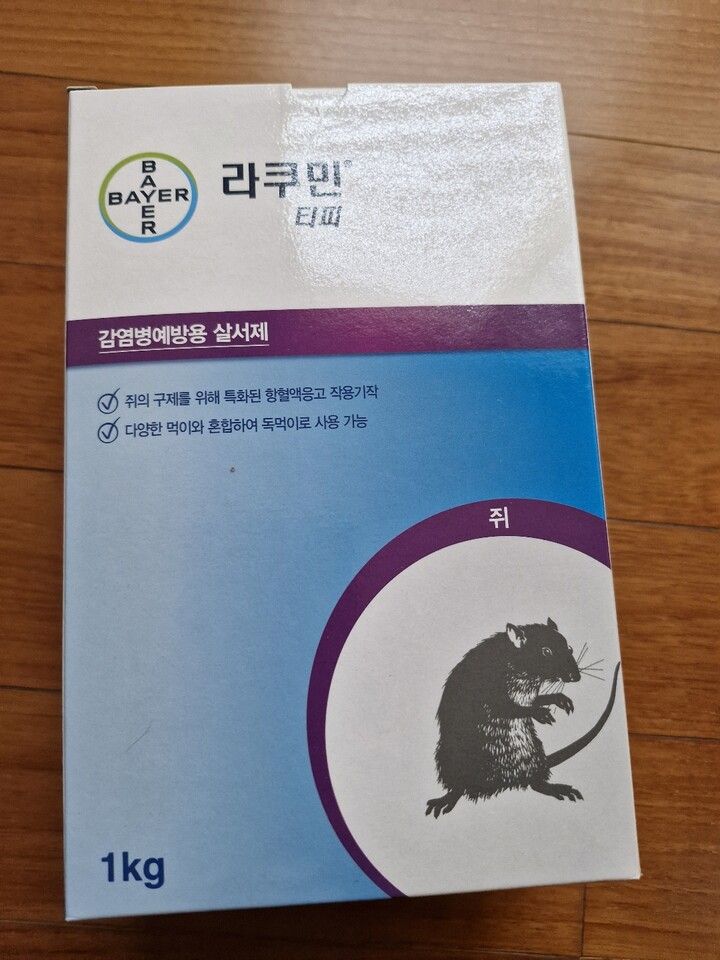 BAYER
BAYER
라쿠민®
티피
감염병예방용 살서제
쥐의 구제를 위해 특화된 항혈액응고 작용기작
다양한 먹이와 혼합하여 독먹이로 사용 가능
쥐
1kg